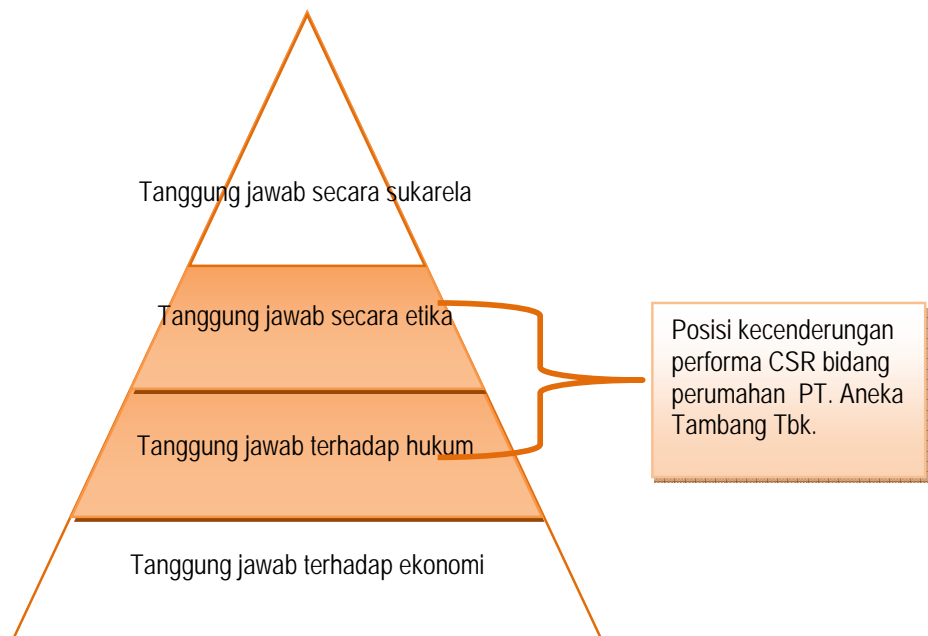 Tanggung jawab secara sukarela
Tanggung jawab secara etika
Tanggung jawab terhadap hukum
Tanggung jawab terhadap ekonomi
Posisi kecenderungan
performa CSR bidang
perumahan PT. Aneka
Tambang Tbk.